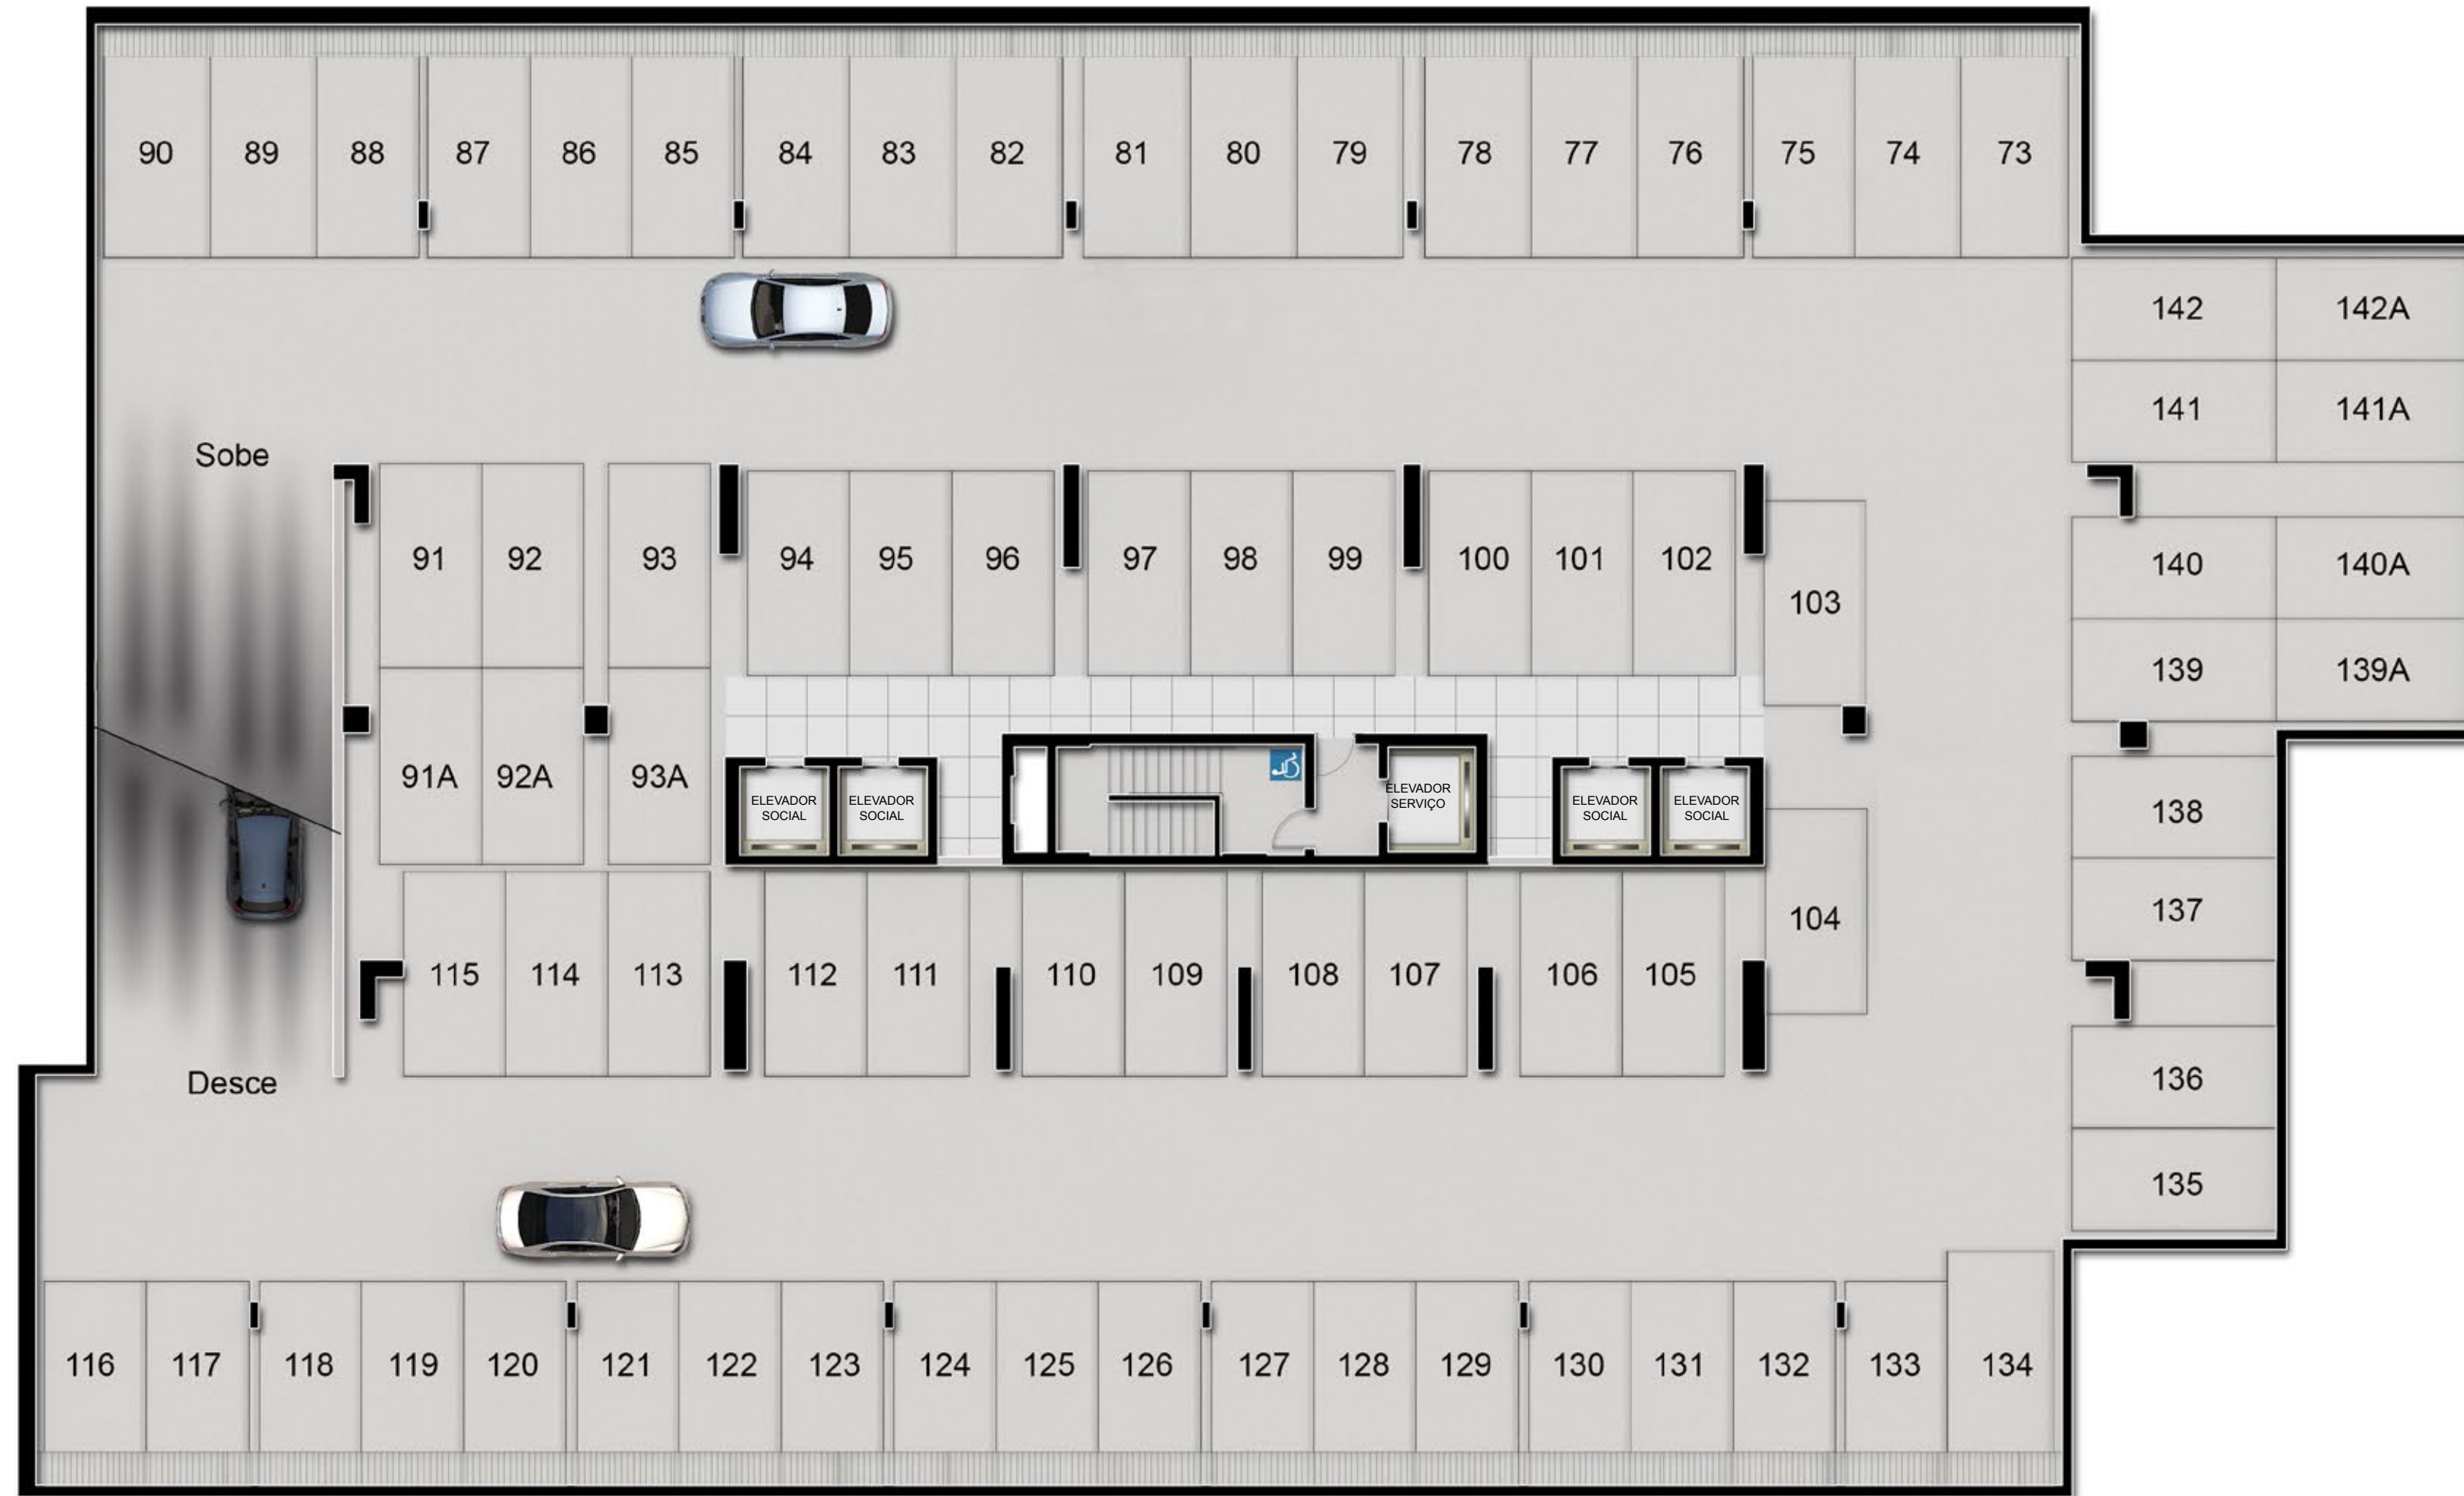 90 89 88 87 86 85 84 83 82 81 80 79 78 77 76 75 74 73
142 142A
141 141A
Sobe
91 92 93 94 95 96 97 98 99 100 101 102
140 140A
103
139 139A
91A 92A 93A
ELEVADOR
SOCIAL
ELEVADOR
SOCIAL
ELEVADOR
SERVIÇO
ELEVADOR
SOCIAL
ELEVADOR
SOCIAL
138
104
137
115 114 113 112 111 110 109 108 107 106 105
Desce
136
135
116 117 118 119 120 121 122 123 124 125 126 127 128 129 130 131 132 133 134